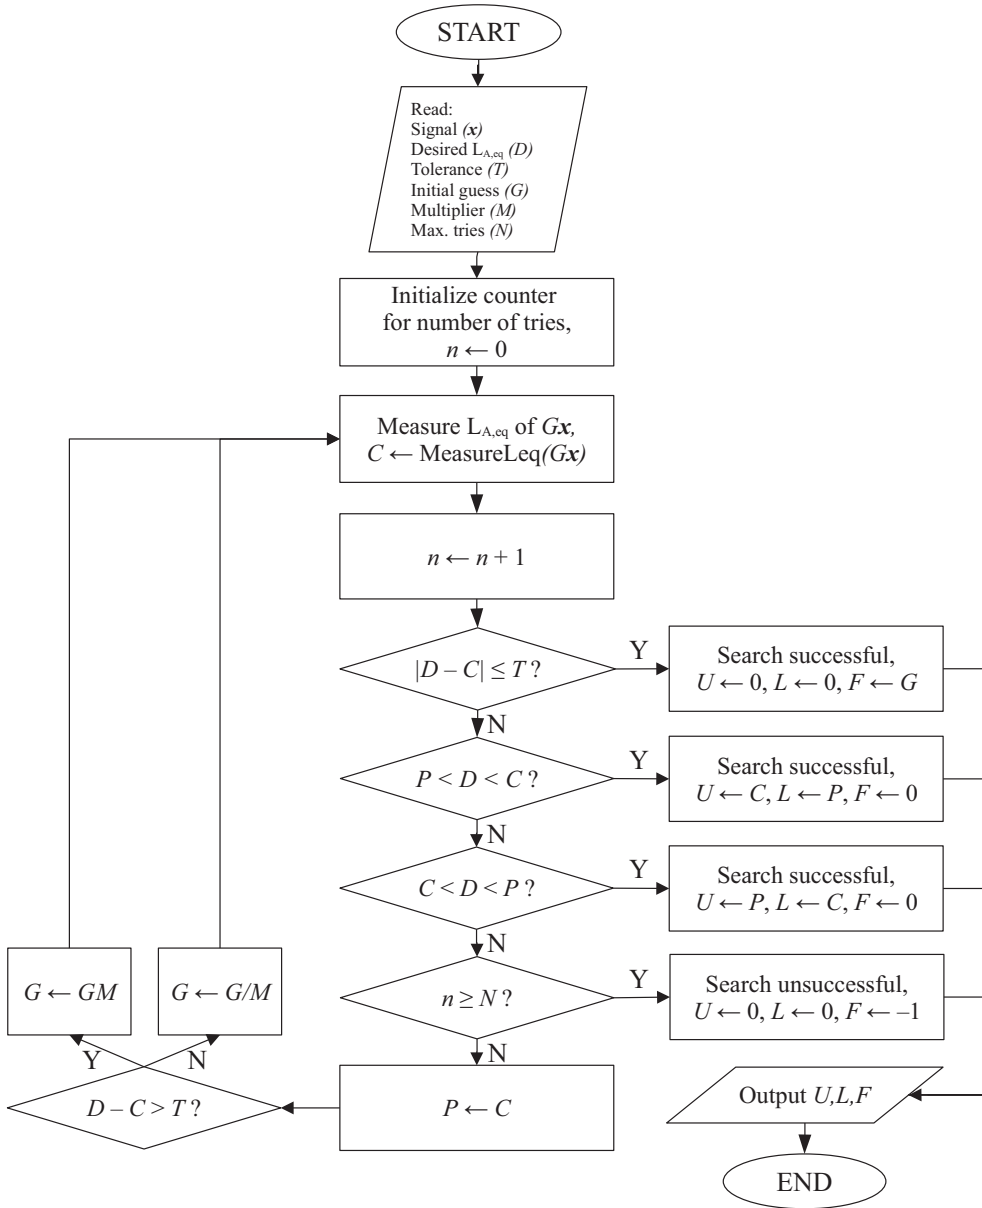 START
Read:
Signal (x)
Desired L_A,eq (D)
Tolerance (T)
Initial guess (G)
Multiplier (M)
Max. tries (N)
Initialize counter
for number of tries,
n ← 0
Measure L_A,eq of Gx,
C ← MeasureLeq(Gx)
n ← n + 1
|D – C| ≤ T ?
Y
Search successful,
U ← 0, L ← 0, F ← G
N
P < D < C ?
Y
Search successful,
U ← C, L ← P, F ← 0
N
C < D < P ?
Y
Search successful,
U ← P, L ← C, F ← 0
N
n ≥ N ?
Y
Search unsuccessful,
U ← 0, L ← 0, F ← –1
N
P ← C
D – C > T ?
Y
N
G ← GM
G ← G/M
Output U,L,F
END